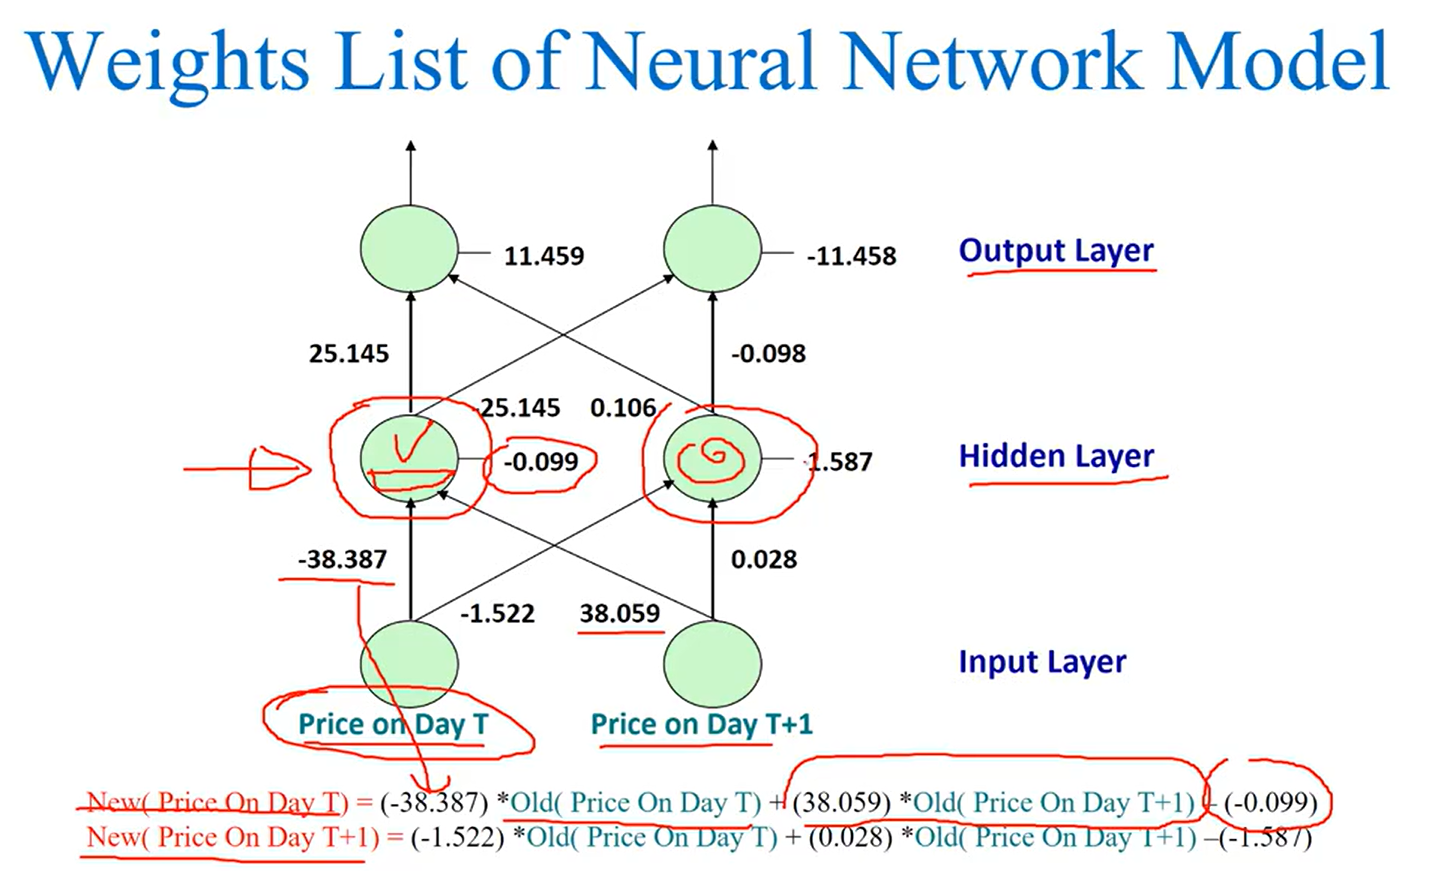 Weights List of Neural Network Model
11.459
-11.458
Output Layer
25.145
-0.098
-25.145
0.106
-0.099
-1.587
Hidden Layer
-38.387
0.028
-1.522
38.059
Input Layer
Price on Day T
Price on Day T+1
New( Price On Day T) = (-38.387) *Old( Price On Day T) + (38.059) *Old( Price On Day T+1) – (-0.099)
New( Price On Day T+1) = (-1.522) *Old( Price On Day T) + (0.028) *Old( Price On Day T+1) –(-1.587)